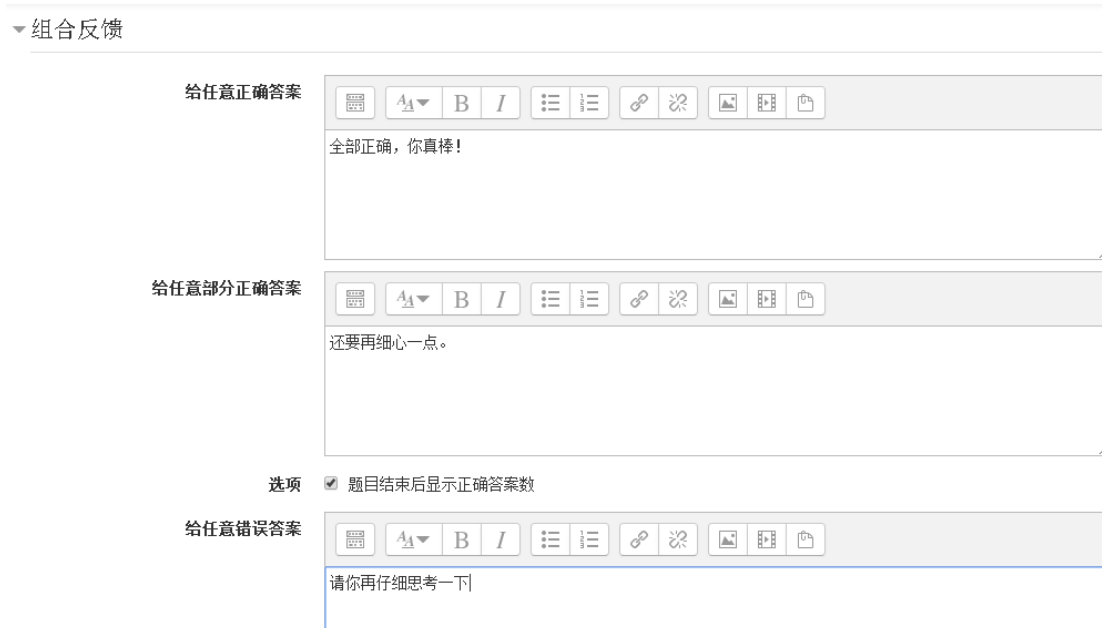 组合反馈
给任意正确答案
全部正确，你真棒！
给任意部分正确答案
还要再细心一点。
选项 题目结束后显示正确答案数
给任意错误答案
请你再仔细思考一下